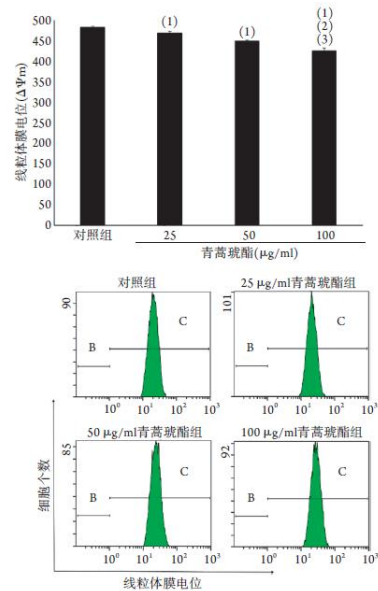 线粒体膜电位(ΔΨm)
500
450
400
350
300
250
200
150
100
50
0
(1)
(1)
(1)
(2)
(3)
对照组
25
50
100
青蒿琥酯(μg/ml)
对照组
90
B
C
10⁰ 10¹ 10² 10³
25 μg/ml青蒿琥酯组
101
B
C
10⁰ 10¹ 10² 10³
50 μg/ml青蒿琥酯组
85
B
C
10⁰ 10¹ 10² 10³
100 μg/ml青蒿琥酯组
92
B
C
10⁰ 10¹ 10² 10³
细胞个数
线粒体膜电位